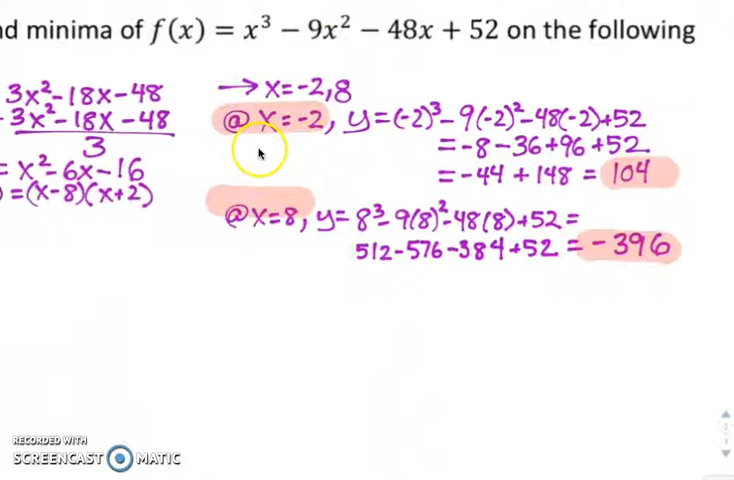 nd minima of f(x) = x³ − 9x² − 48x + 52 on the following
3x²-18x-48
3x²-18x-48
3
= x²-6x-16
=(x-8)(x+2)
→ x=-2,8
@ x=-2, y=(-2)³-9(-2)²-48(-2)+52
=-8-36+96+52
=-44+148 = 104
@x=8, y= 8³-9(8)²-48(8)+52=
512-576-384+52 = -396
RECORDED WITH
SCREENCAST MATIC